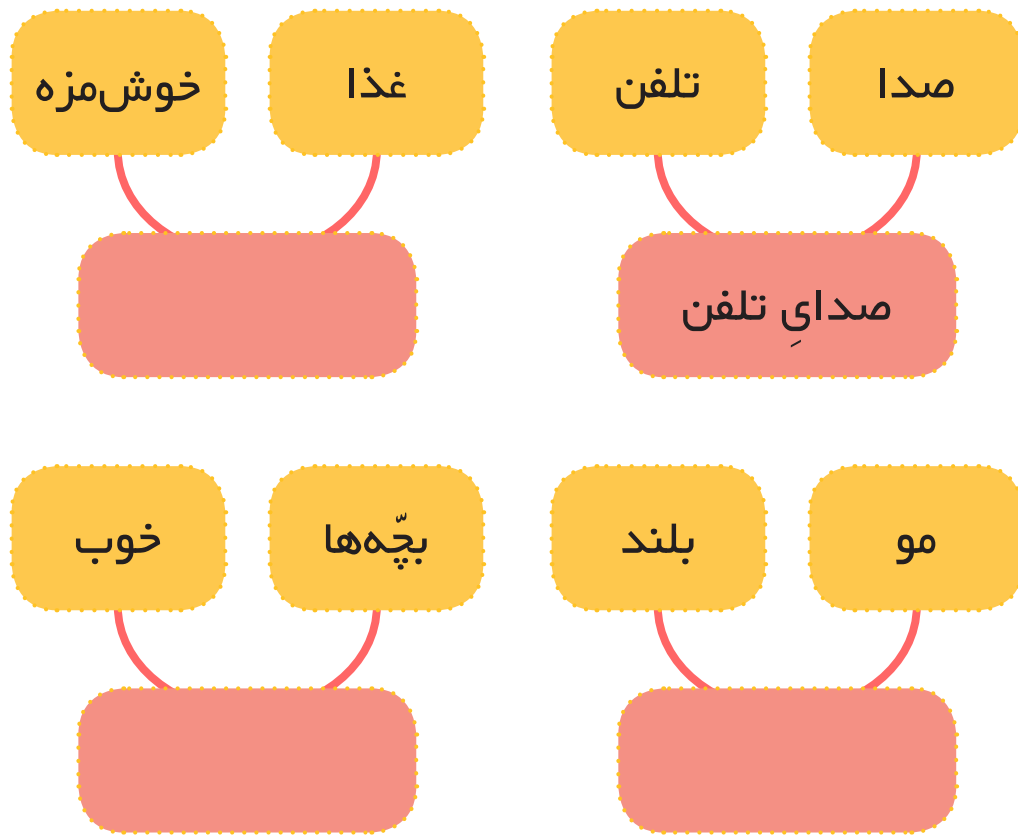 صدا
تلفن
صدایِ تلفن
غذا
خوش‌مزه
مو
بلند
بچّه‌ها
خوب